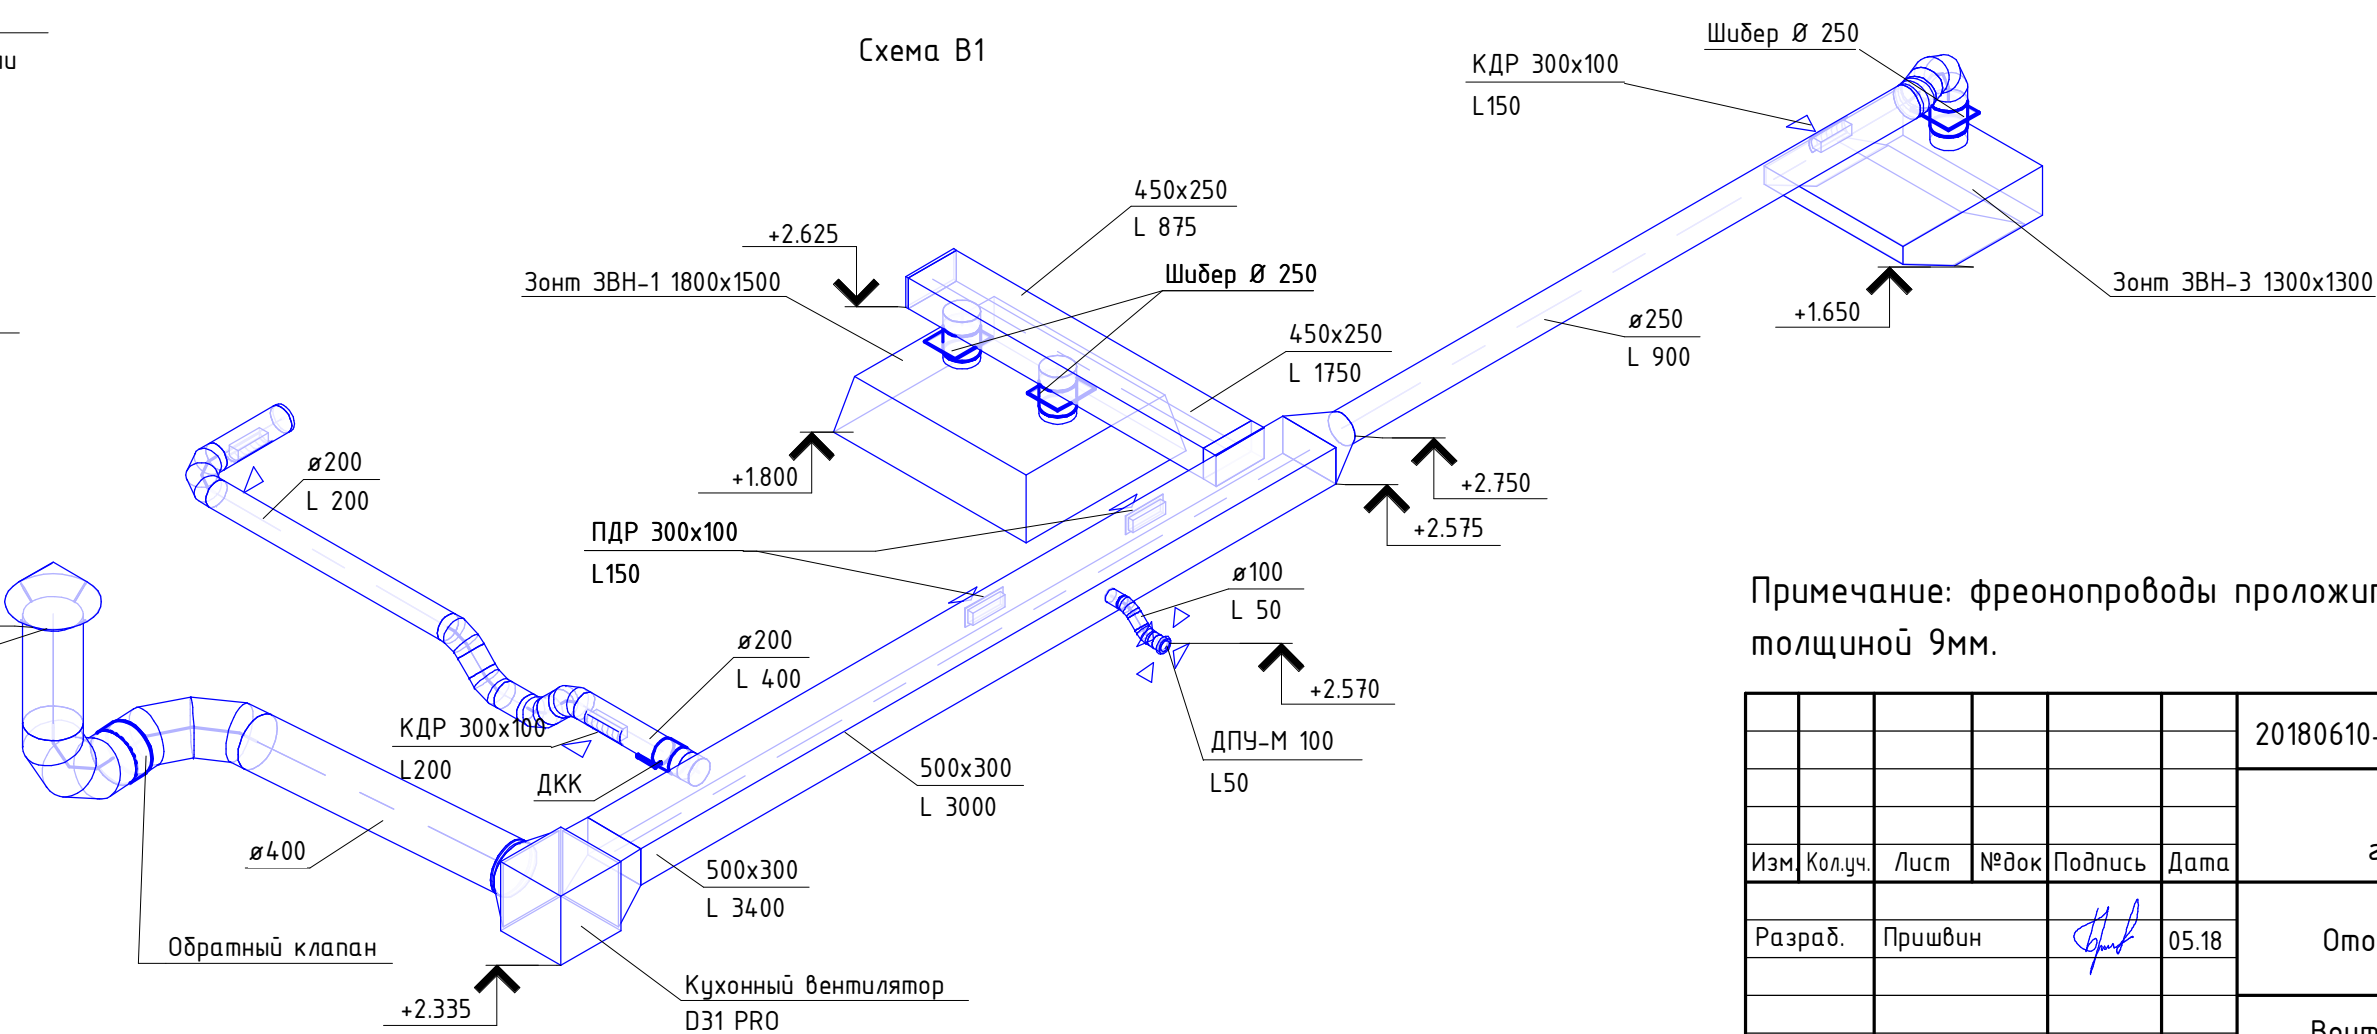 Схема В1
Шибер Ø 250
КДР 300х100
L150
450х250
L 875
+2.625
Шибер Ø 250
Зонт ЗВН-1 1800х1500
Зонт ЗВН-3 1300х1300
+1.650
ø250
L 900
450х250
L 1750
+1.800
ø200
L 200
+2.750
+2.575
ПДР 300х100
L150
ø100
L 50
Примечание: фреонопроводы проложит
толщиной 9мм.
ø200
L 400
+2.570
КДР 300х100
L200
ДПУ-М 100
L50
ДКК
500х300
L 3000
20180610-
ø400
500х300
L 3400
Изм. Кол.уч. Лист №док Подпись Дата
Обратный клапан
Разраб. Пришвин 05.18
Ото
Кухонный вентилятор
D31 PRO
+2.335